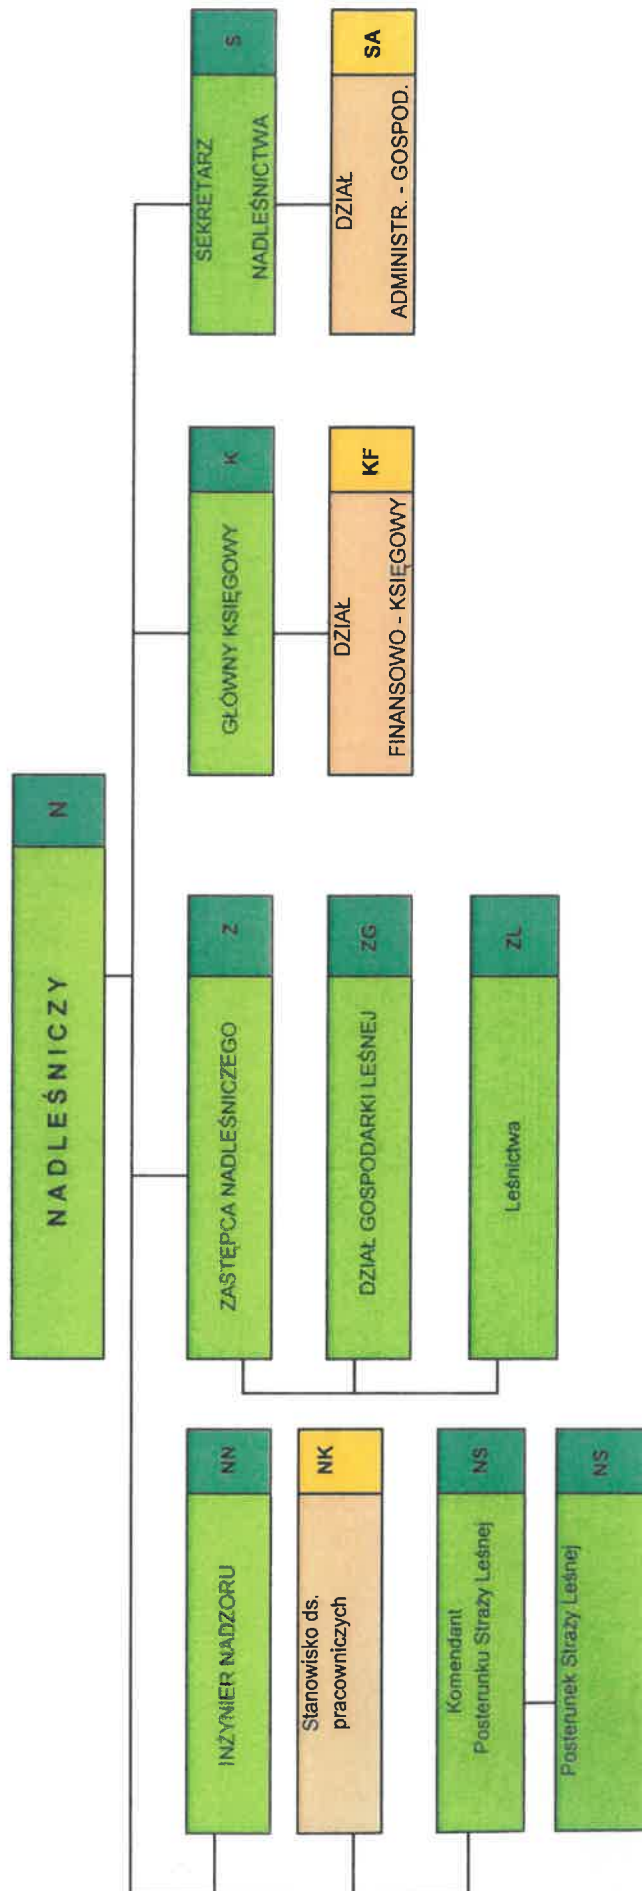 NADLEŚNICZY
N
INŻYNIER NADZORU
NN
Stanowisko ds.
pracowniczych
NK
Komendant
Posterunku Straży Leśnej
NS
Posterunek Straży Leśnej
NS
ZASTĘPCA NADLEŚNICZEGO
Z
DZIAŁ GOSPODARKI LEŚNEJ
ZG
Leśnictwa
ZL
GŁÓWNY KSIĘGOWY
K
DZIAŁ
FINANSOWO - KSIĘGOWY
KF
SEKRETARZ
NADLEŚNICTWA
S
DZIAŁ
ADMINISTR. - GOSPOD.
SA